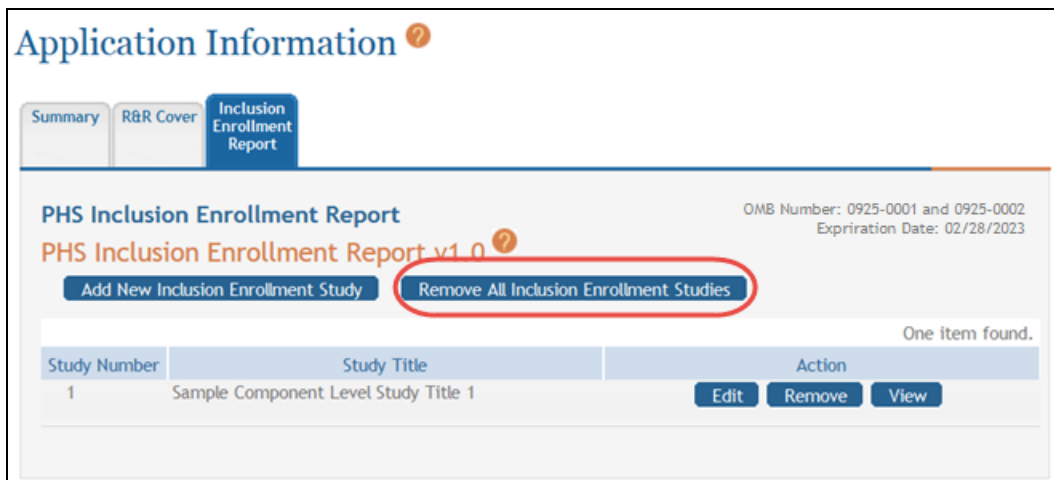 Application Information ?
Summary
R&R Cover
Inclusion
Enrollment
Report
PHS Inclusion Enrollment Report
OMB Number: 0925-0001 and 0925-0002
Expriration Date: 02/28/2023
PHS Inclusion Enrollment Report v1.0 ?
Add New Inclusion Enrollment Study
Remove All Inclusion Enrollment Studies
One item found.
Study Number Study Title Action
1 Sample Component Level Study Title 1 Edit Remove View